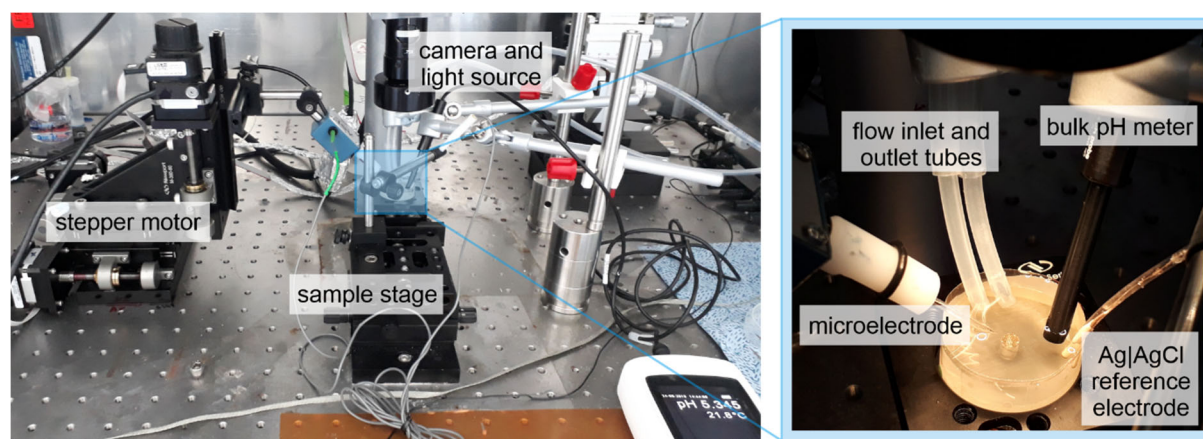 camera and
light source
stepper motor
sample stage
pH 5.345
21.8°C
flow inlet and
outlet tubes
bulk pH meter
microelectrode
Ag|AgCl
reference
electrode